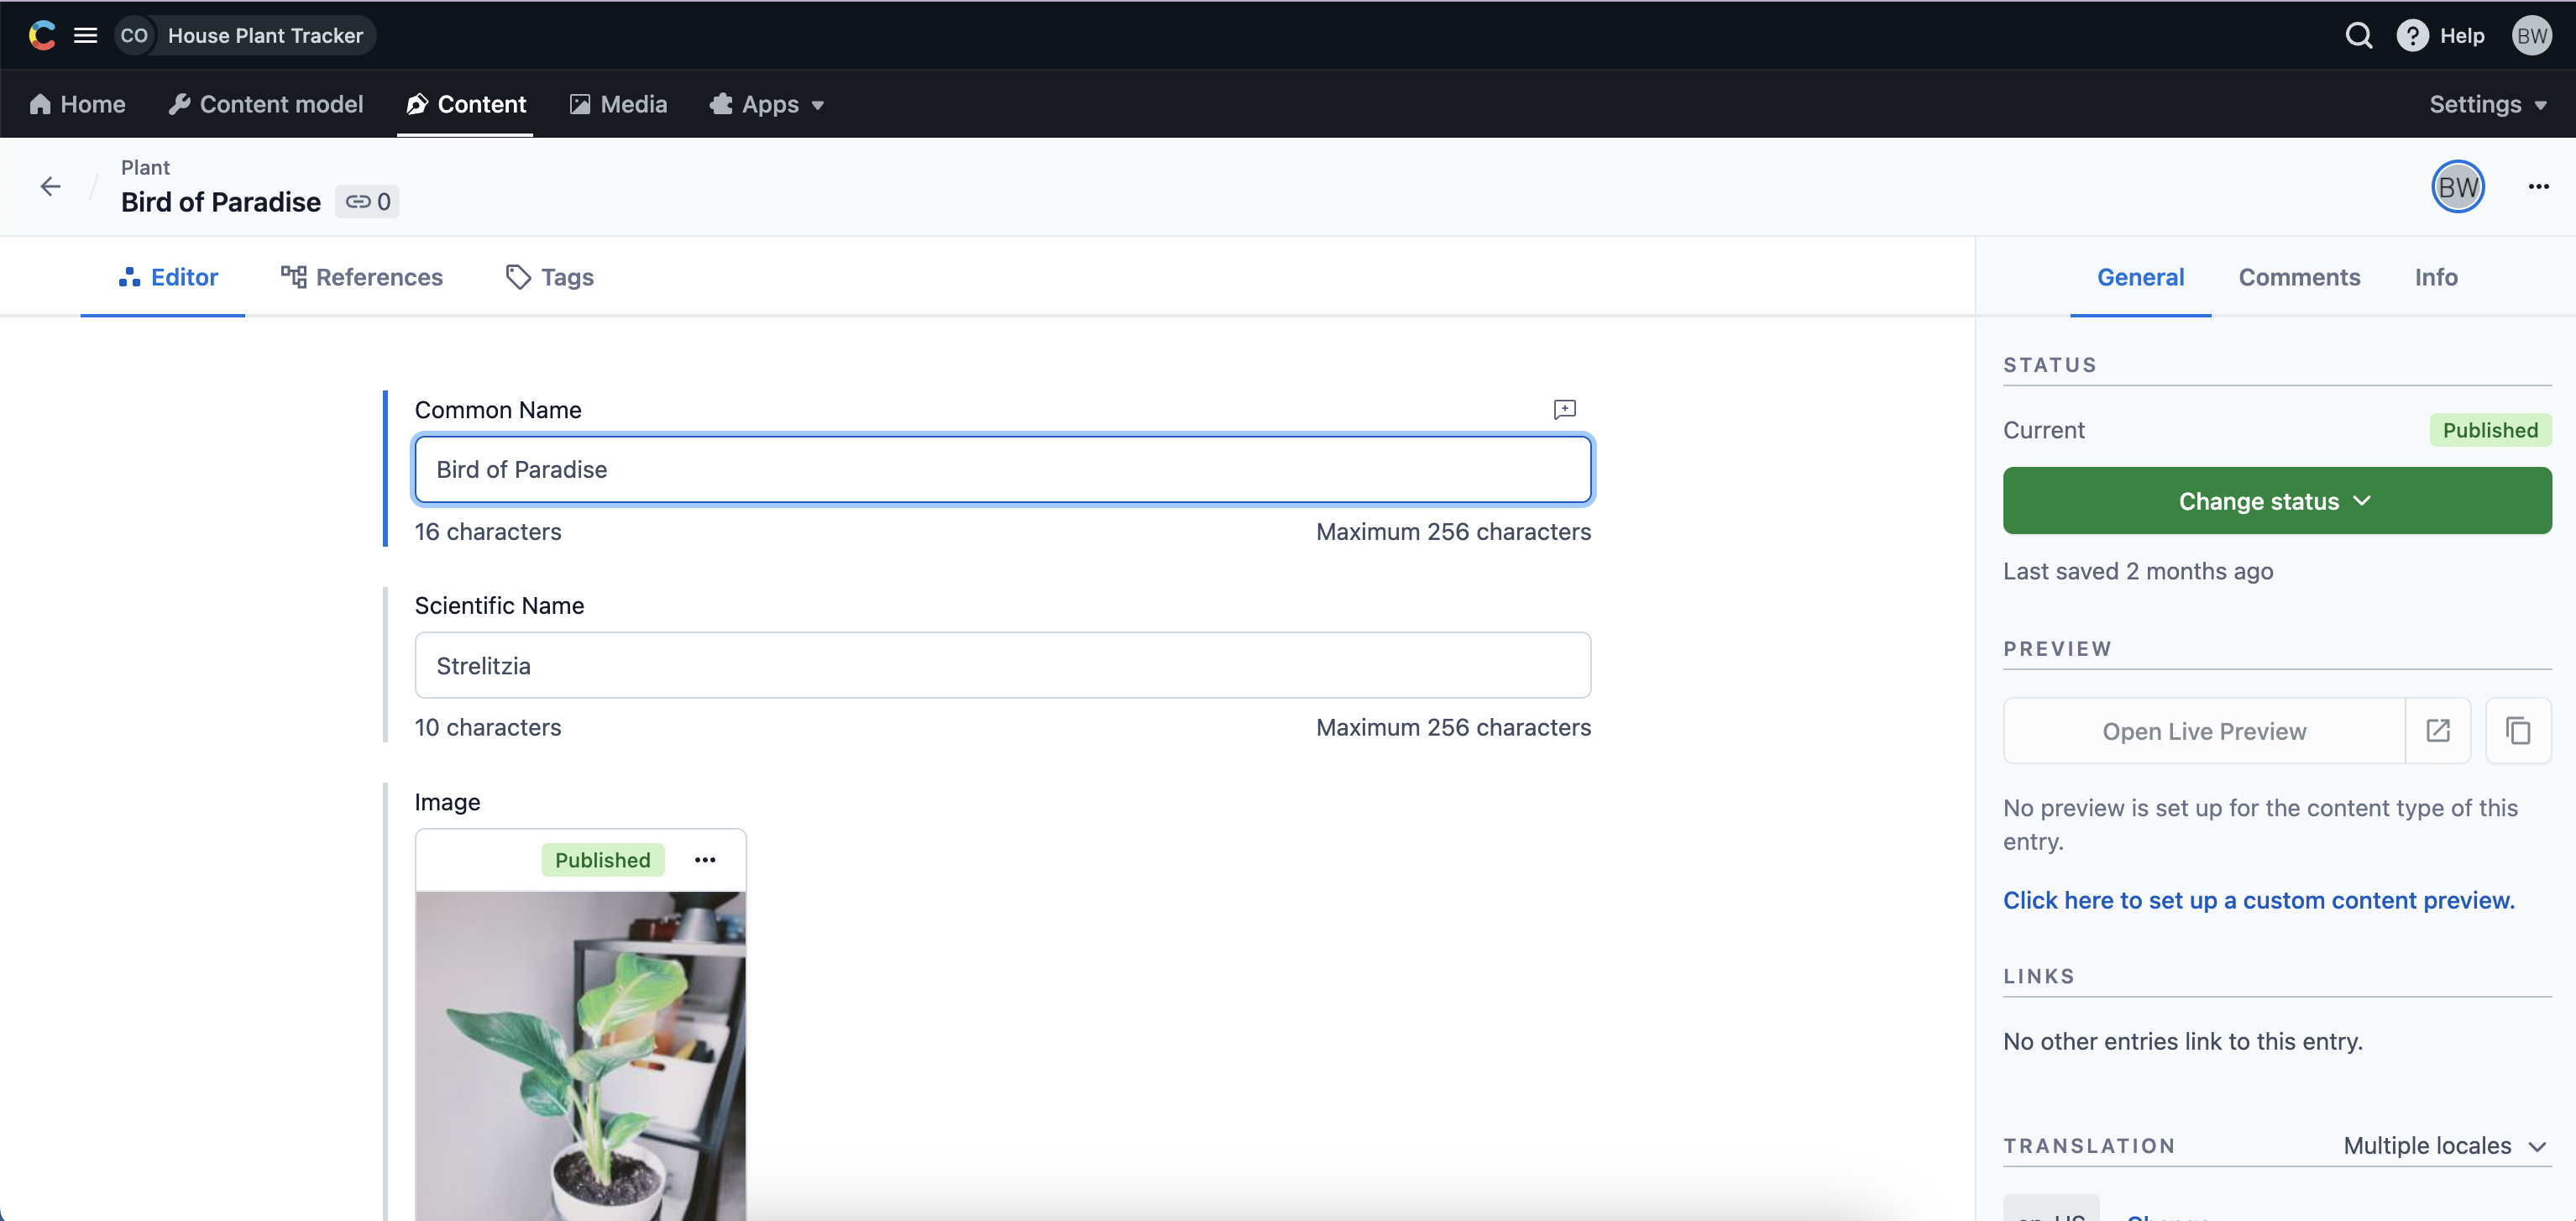 CO House Plant Tracker
Help BW
Home Content model Content Media Apps Settings
Plant
Bird of Paradise 0
BW
Editor References Tags
General Comments Info
Common Name
Bird of Paradise
16 characters Maximum 256 characters
Scientific Name
Strelitzia
10 characters Maximum 256 characters
Image
Published
STATUS
Current Published
Change status
Last saved 2 months ago
PREVIEW
Open Live Preview
No preview is set up for the content type of this
entry.
Click here to set up a custom content preview.
LINKS
No other entries link to this entry.
TRANSLATION Multiple locales